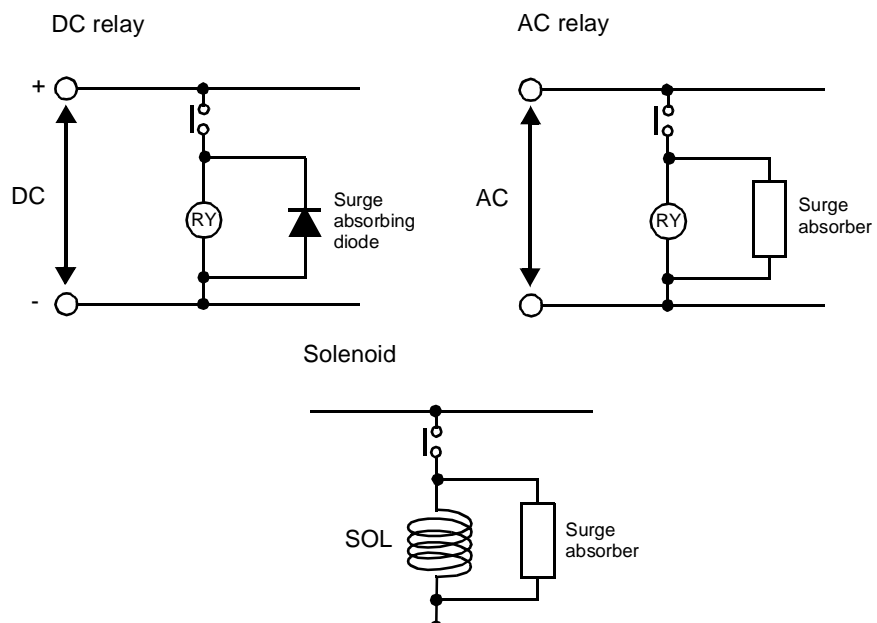 DC relay
AC relay
+
DC
RY
Surge
absorbing
diode
-
AC
RY
Surge
absorber
Solenoid
SOL
Surge
absorber